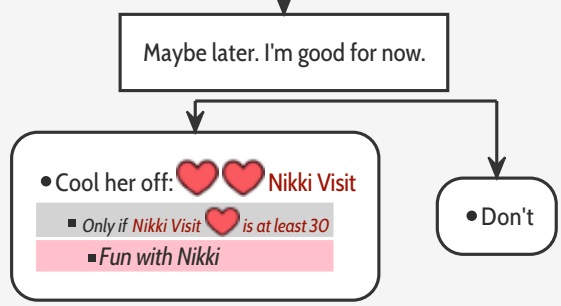 Maybe later. I'm good for now.
Cool her off: Nikki Visit
Only if Nikki Visit is at least 30
Fun with Nikki
Don't